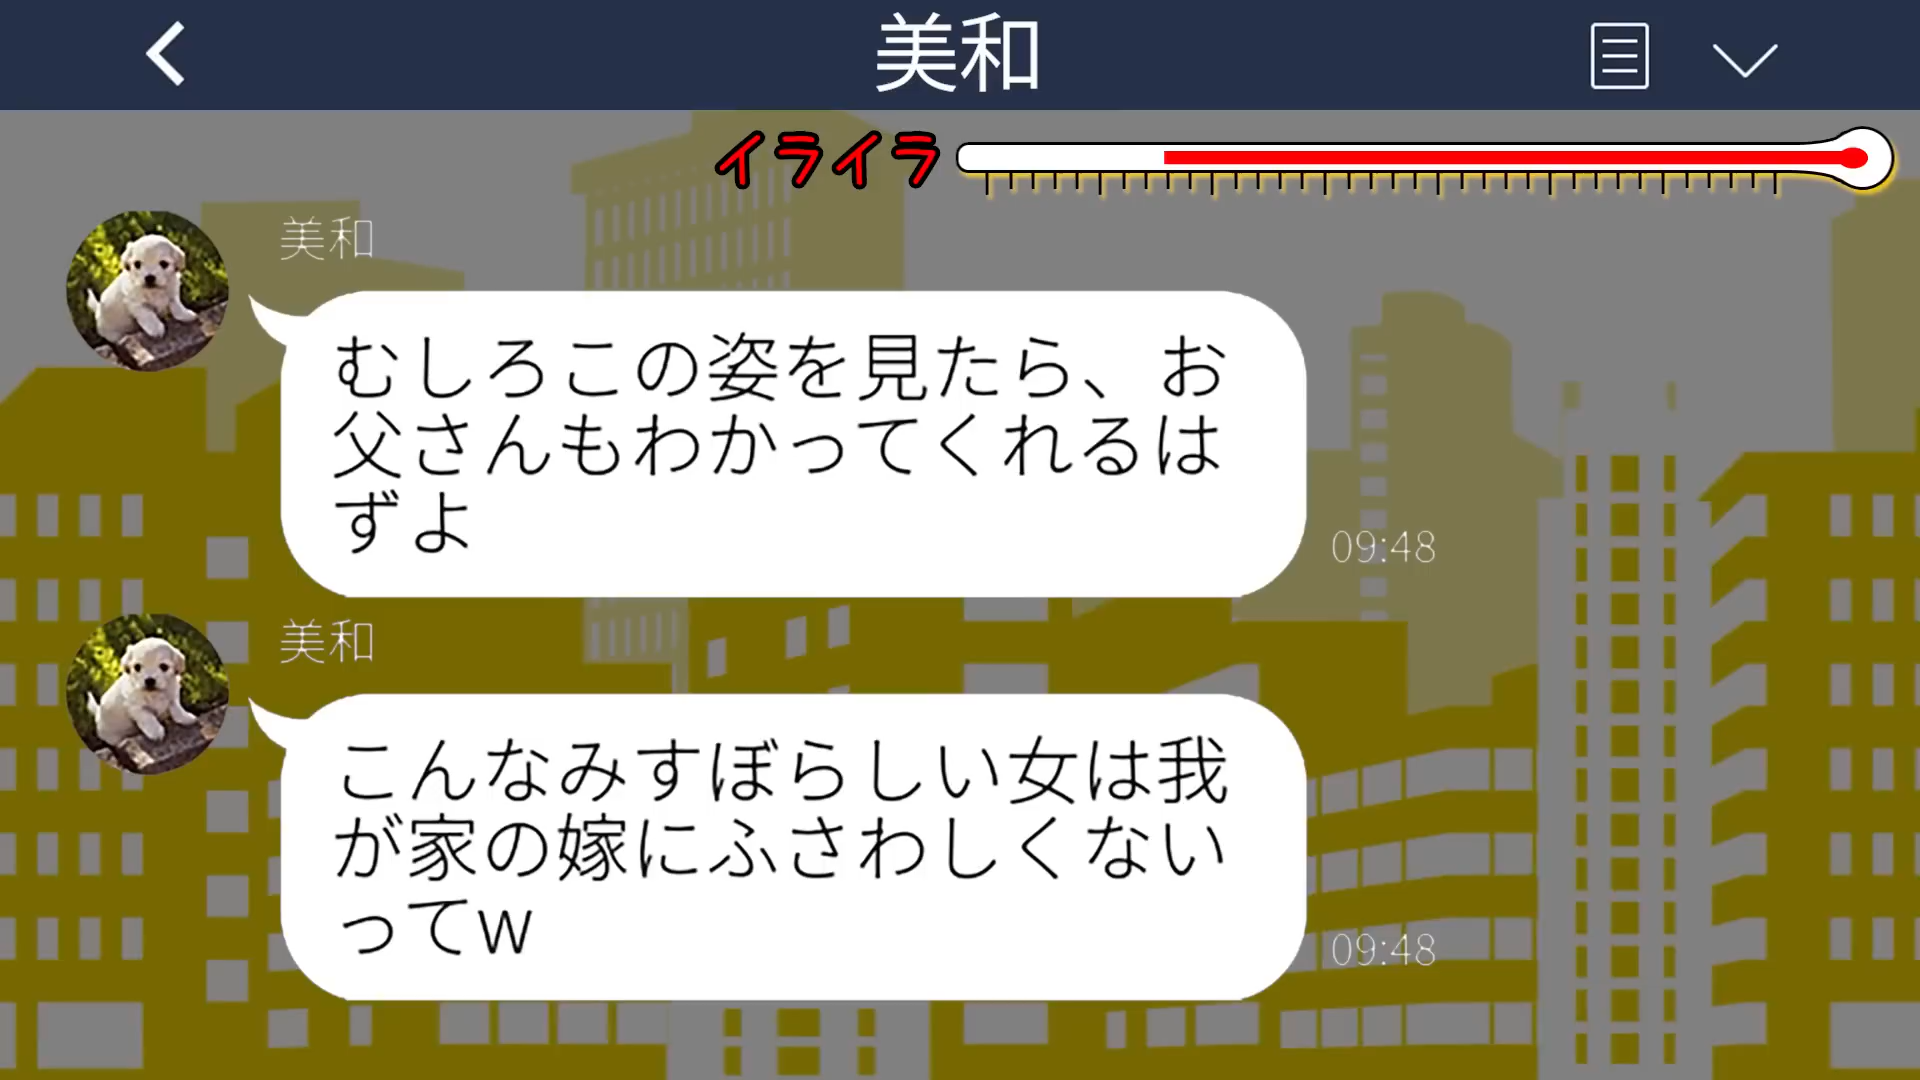 美和
イライラ
美和
むしろこの姿を見たら、お
父さんもわかってくれるは
ずよ
09:48
美和
こんなみすぼらしい女は我
が家の嫁にふさわしくない
ってw
09:48